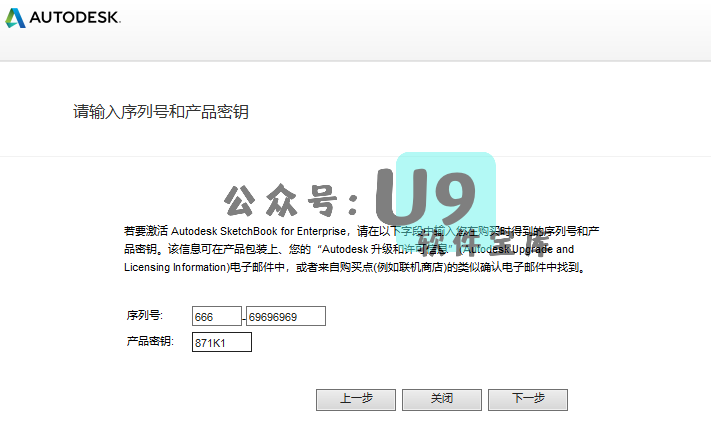 AUTODESK.
请输入序列号和产品密钥
公众号:U9
软件宝库
若要激活 Autodesk SketchBook for Enterprise，请在以下字段中输入您在购买时得到的序列号和产
品密钥。该信息可在产品包装上、您的“Autodesk 升级和许可信息”(Autodesk Upgrade and
Licensing Information)电子邮件中，或者来自购买点(例如联机商店)的类似确认电子邮件中找到。
序列号: 666 - 69696969
产品密钥: 871K1
上一步 关闭 下一步